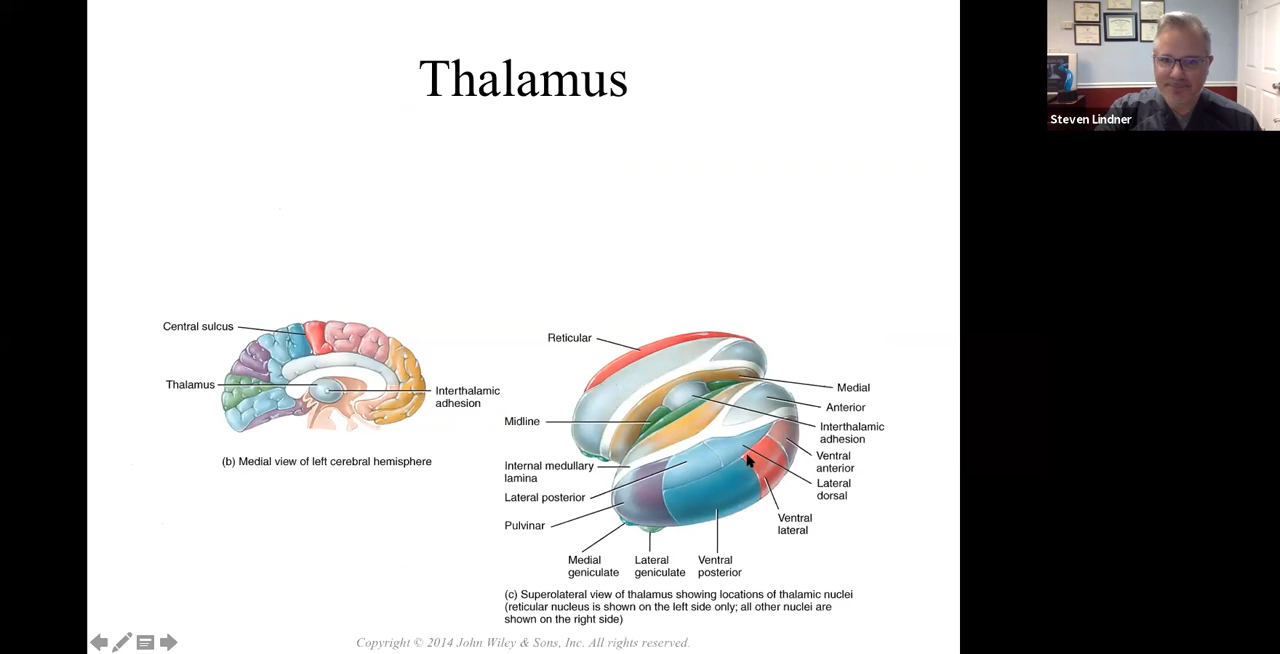 Thalamus
Steven Lindner
Central sulcus
Thalamus
Interthalamic
adhesion
(b) Medial view of left cerebral hemisphere
Reticular
Midline
Internal medullary
lamina
Lateral posterior
Pulvinar
Medial
geniculate
Lateral
geniculate
Ventral
posterior
Medial
Anterior
Interthalamic
adhesion
Ventral
anterior
Lateral
dorsal
Ventral
lateral
(c) Superolateral view of thalamus showing locations of thalamic nuclei
(reticular nucleus is shown on the left side only; all other nuclei are
shown on the right side)
Copyright © 2014 John Wiley & Sons, Inc. All rights reserved.